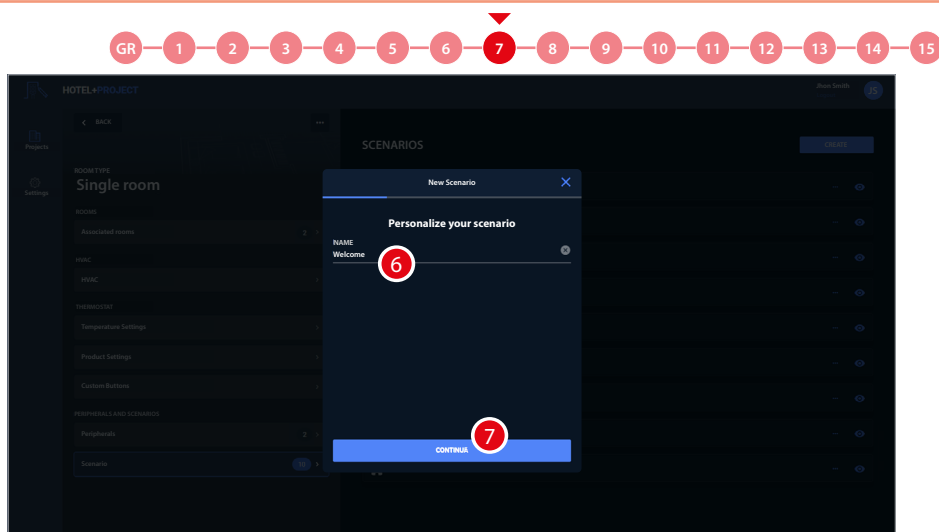 GR 1 2 3 4 5 6 7 8 9 10 11 12 13 14 15
HOTEL+PROJECT
Jhon Smith
JS
BACK
Projects
SCENARIOS
CREATE
ROOM TYPE
Single room
Settings
New Scenario
ROOMS
Associated rooms 2
Personalize your scenario
NAME
Welcome
6
HVAC
HVAC
THERMOSTAT
Temperature Settings
Product Settings
Custom Buttons
PERIPHERALS AND SCENARIOS
Peripherals 2
7
CONTINUA
Scenario 10